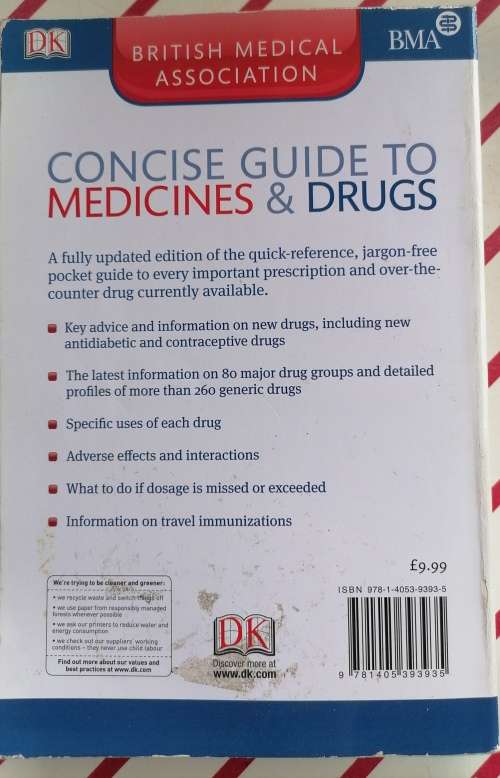 DK
BRITISH MEDICAL
ASSOCIATION
BMA
CONCISE GUIDE TO
MEDICINES & DRUGS
A fully updated edition of the quick-reference, jargon-free
pocket guide to every important prescription and over-the-
counter drug currently available.
Key advice and information on new drugs, including new
antidiabetic and contraceptive drugs
The latest information on 80 major drug groups and detailed
profiles of more than 260 generic drugs
Specific uses of each drug
Adverse effects and interactions
What to do if dosage is missed or exceeded
Information on travel immunizations
£9.99
We're trying to be cleaner and greener:
• we recycle waste and switch things off
• we use paper from responsibly managed
forests wherever possible
• we ask our printers to reduce water and
energy consumption
• we check out our suppliers' working
conditions – they never use child labour
Find out more about our values and
best practices at www.dk.com
DK
Discover more at
www.dk.com
ISBN 978-1-4053-9393-5
9 781405 393935